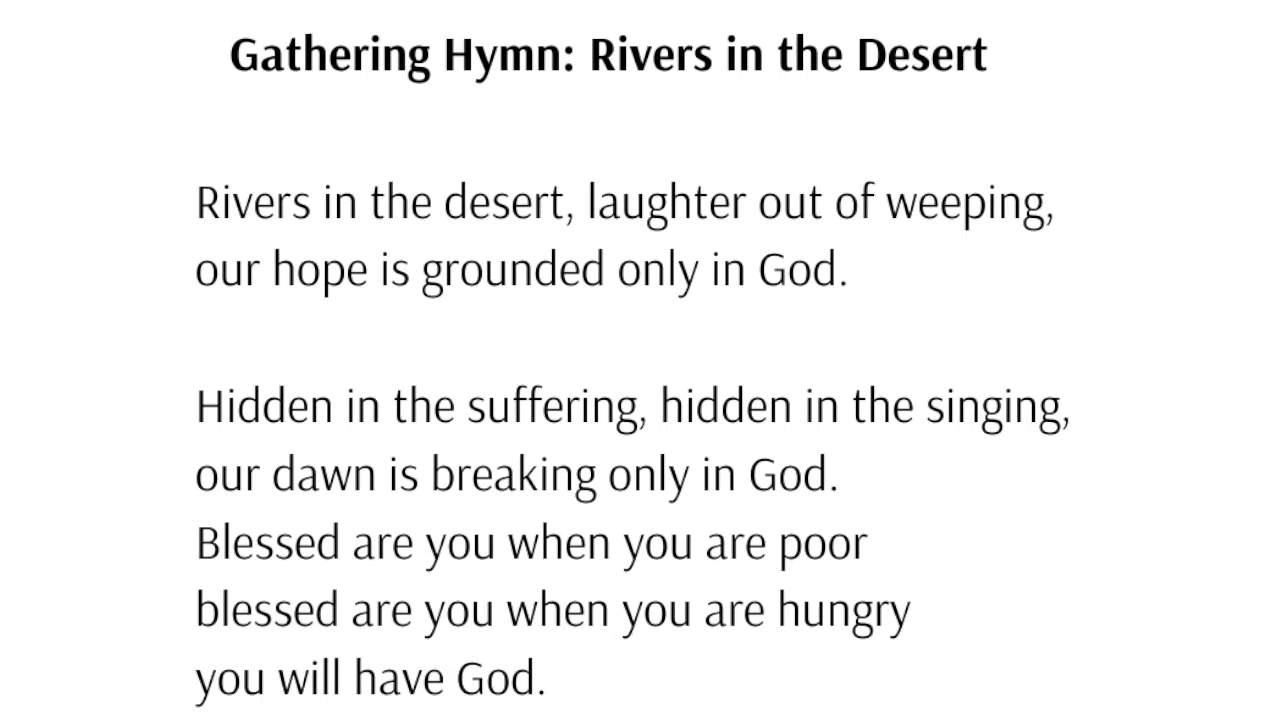 Gathering Hymn: Rivers in the Desert
Rivers in the desert, laughter out of weeping,
our hope is grounded only in God.
Hidden in the suffering, hidden in the singing,
our dawn is breaking only in God.
Blessed are you when you are poor
blessed are you when you are hungry
you will have God.